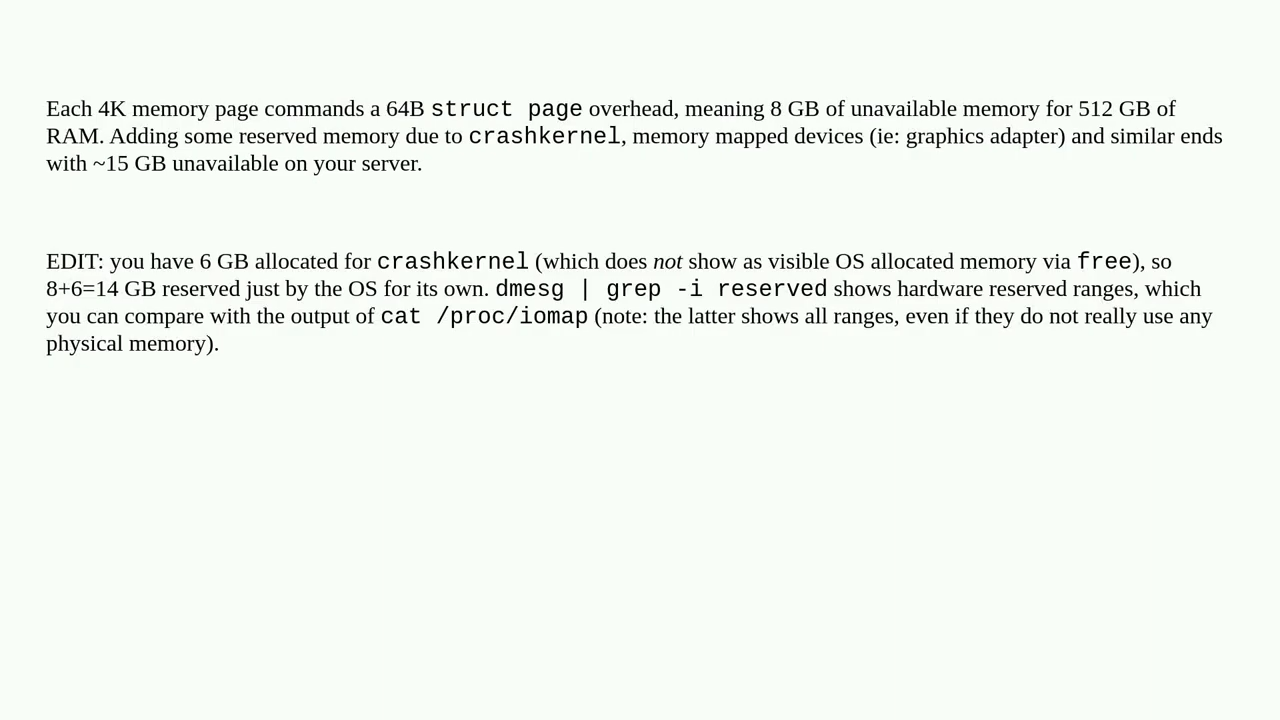 Each 4K memory page commands a 64B struct page overhead, meaning 8 GB of unavailable memory for 512 GB of
RAM. Adding some reserved memory due to crashkernel, memory mapped devices (ie: graphics adapter) and similar ends
with ~15 GB unavailable on your server.
EDIT: you have 6 GB allocated for crashkernel (which does not show as visible OS allocated memory via free), so
8+6=14 GB reserved just by the OS for its own. dmesg | grep -i reserved shows hardware reserved ranges, which
you can compare with the output of cat /proc/iomap (note: the latter shows all ranges, even if they do not really use any
physical memory).